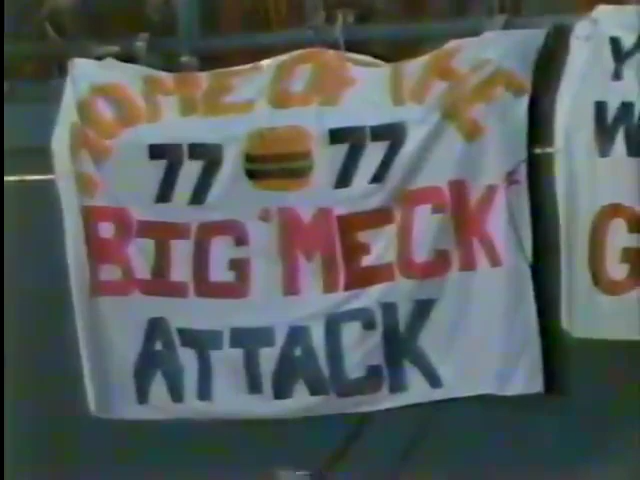 HOME OF THE
77 77
BIG 'MECK'
ATTACK
Y
W
G